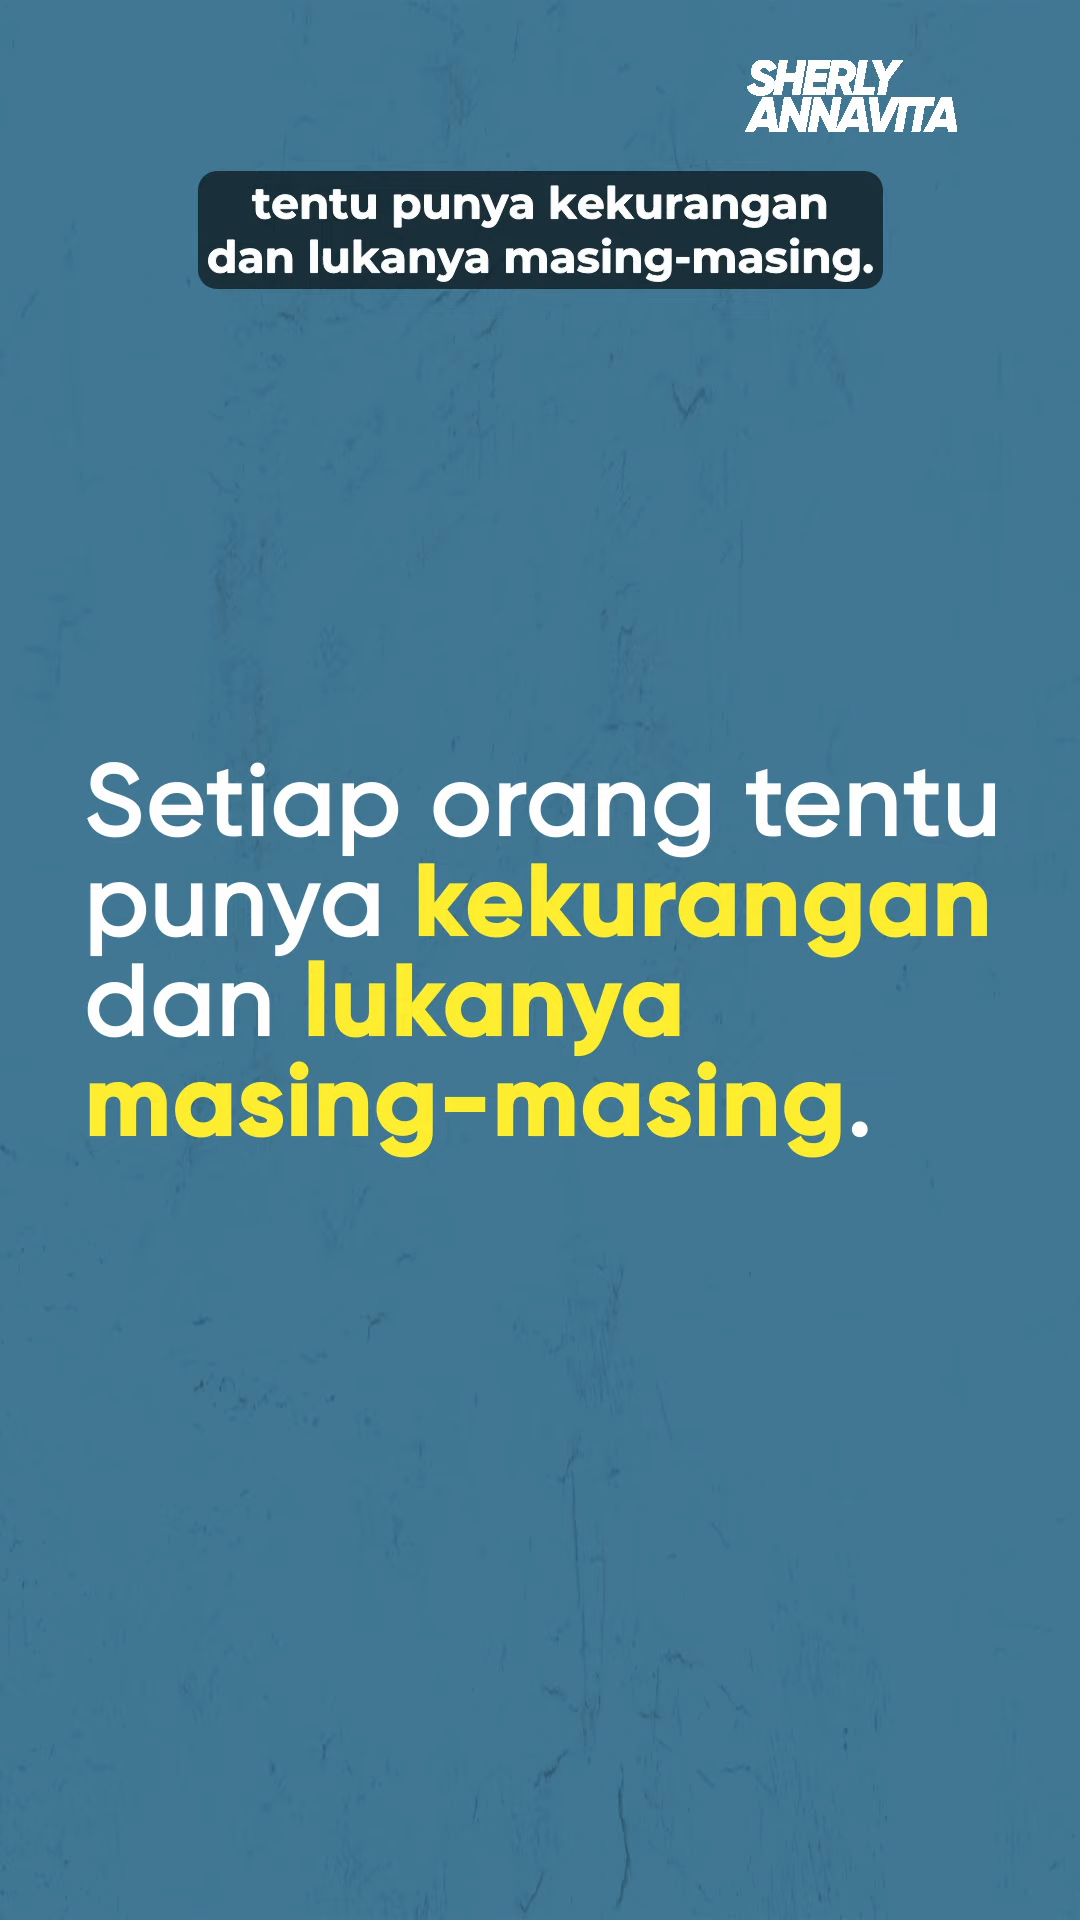 SHERLY
ANNAVITA
tentu punya kekurangan
dan lukanya masing-masing.
Setiap orang tentu
punya kekurangan
dan lukanya
masing-masing.